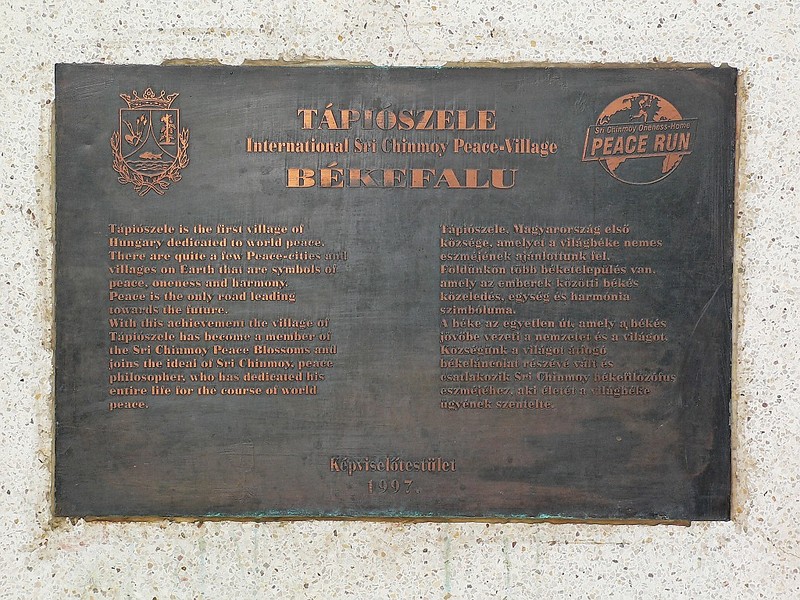 TÁPIÓSZELE
International Sri Chinmoy Peace-Village
BÉKEFALU
Sri Chinmoy Oneness-Home
PEACE RUN
Tápiószele is the first village of
Hungary dedicated to world peace.
There are quite a few Peace-cities and
villages on Earth that are symbols of
peace, oneness and harmony.
Peace is the only road leading
towards the future.
With this achievement the village of
Tápiószele has become a member of
the Sri Chinmoy Peace Blossoms and
joins the ideal of Sri Chinmoy, peace
philosopher, who has dedicated his
entire life for the course of world
peace.
Tápiószele, Magyarország első
községe, amelyet a világbéke nemes
eszméjének ajánlottunk fel.
Földünkön több béketelepülés van,
amely az emberek közötti békés
közeledés, egység és harmónia
szimbóluma.
A béke az egyetlen út, amely a békés
jövőbe vezeti a nemzetet és a világot.
Községünk a világot átfogó
békeláncolat részévé vált és
csatlakozik Sri Chinmoy békefilozófus
eszméjéhez, aki életét a világbéke
ügyének szentelte.
Képviselőtestület
1997.